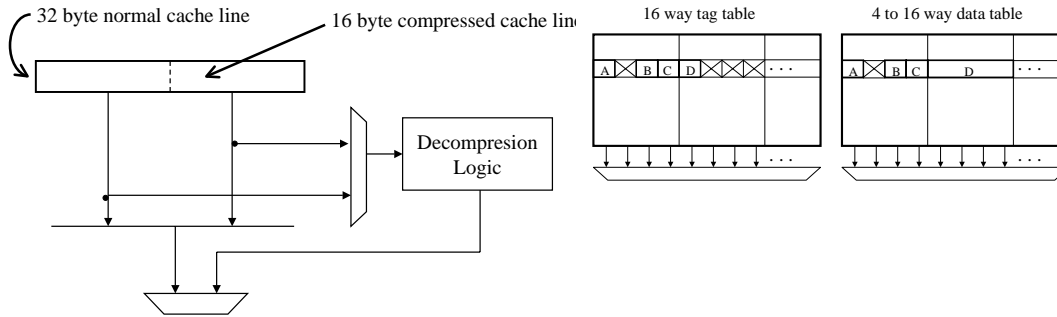 32 byte normal cache line
16 byte compressed cache line
Decompresion
Logic
16 way tag table
A B C D ...
...
4 to 16 way data table
A B C D ...
...